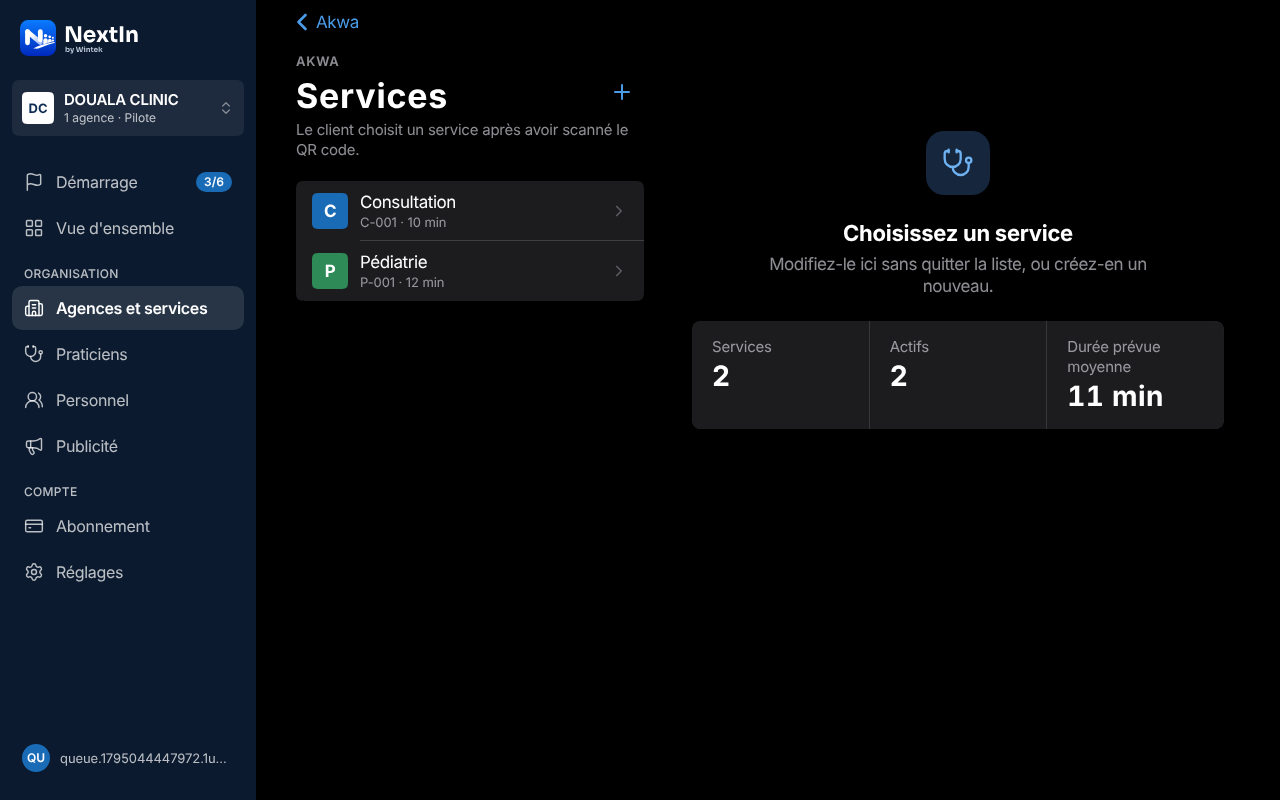 NextIn
by Wintek
DC
DOUALA CLINIC
1 agence · Pilote
Démarrage
3/6
Vue d'ensemble
ORGANISATION
Agences et services
Praticiens
Personnel
Publicité
COMPTE
Abonnement
Réglages
QU
queue.1795044447972.1u...
Akwa
AKWA
Services
Le client choisit un service après avoir scanné le
QR code.
C
Consultation
C-001 · 10 min
P
Pédiatrie
P-001 · 12 min
Choisissez un service
Modifiez-le ici sans quitter la liste, ou créez-en un
nouveau.
Services
2
Actifs
2
Durée prévue
moyenne
11 min